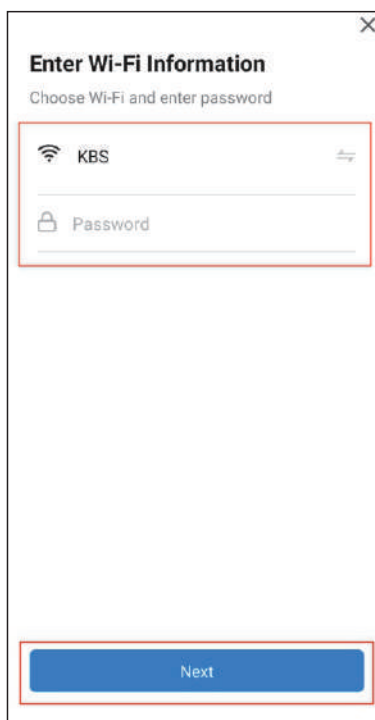 Enter Wi-Fi Information
Choose Wi-Fi and enter password
KBS
Password
Next